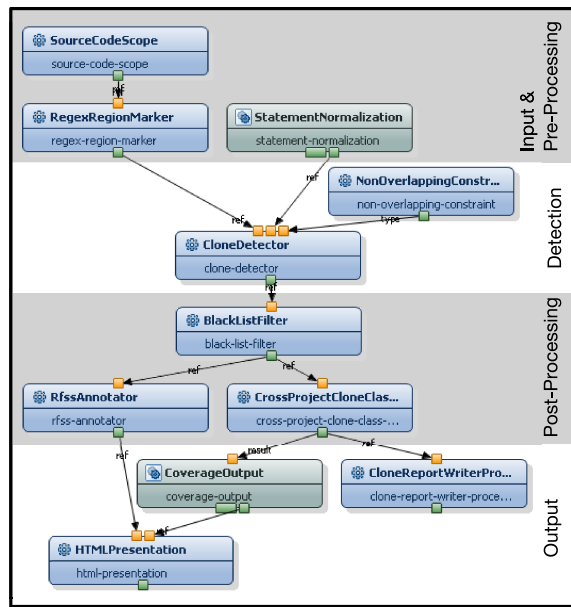 SourceCodeScope
source-code-scope
ref
RegexRegionMarker
regex-region-marker
StatementNormalization
statement-normalization
Input &
Pre-Processing
ref
NonOverlappingConstr...
non-overlapping-constraint
ref
type
CloneDetector
clone-detector
Detection
ref
BlackListFilter
black-list-filter
ref
ref
RfssAnnotator
rfss-annotator
CrossProjectCloneClas...
cross-project-clone-class-...
Post-Processing
ref
result
ref
CoverageOutput
coverage-output
CloneReportWriterPro...
clone-report-writer-proce...
ref
HTMLPresentation
html-presentation
Output